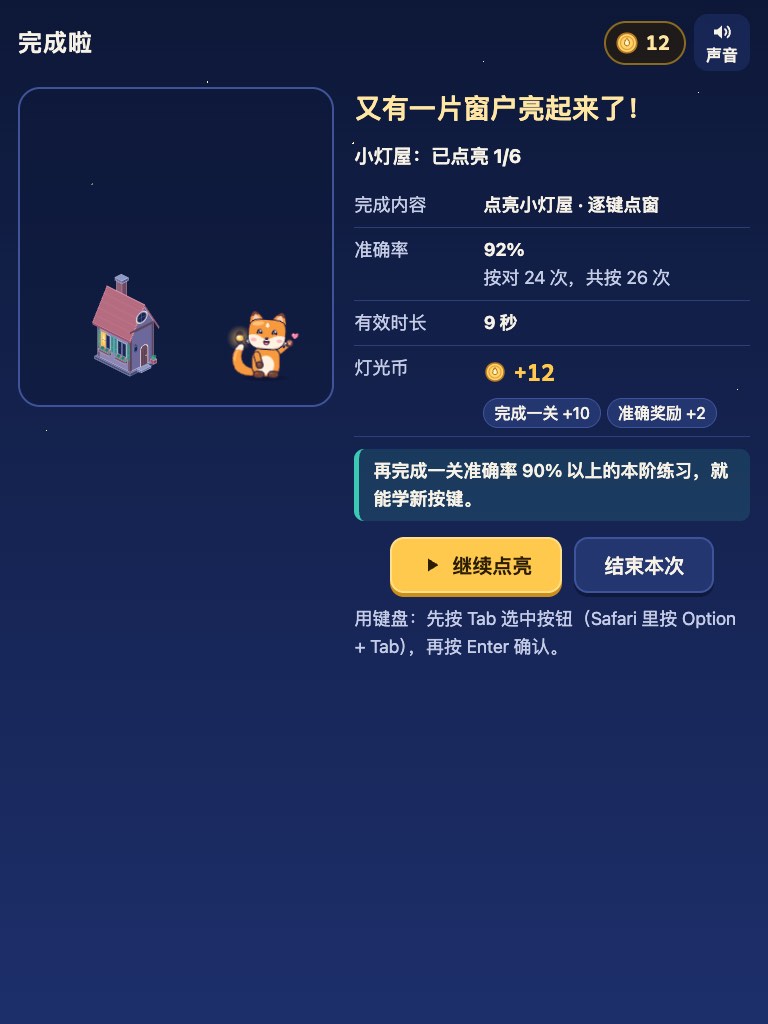 完成啦
12
声音
又有一片窗户亮起来了！
小灯屋：已点亮 1/6
完成内容 点亮小灯屋 · 逐键点窗
准确率 92%
按对 24 次，共按 26 次
有效时长 9 秒
灯光币 +12
完成一关 +10 准确奖励 +2
再完成一关准确率 90% 以上的本阶练习，就
能学新按键。
继续点亮 结束本次
用键盘：先按 Tab 选中按钮（Safari 里按 Option
+ Tab），再按 Enter 确认。